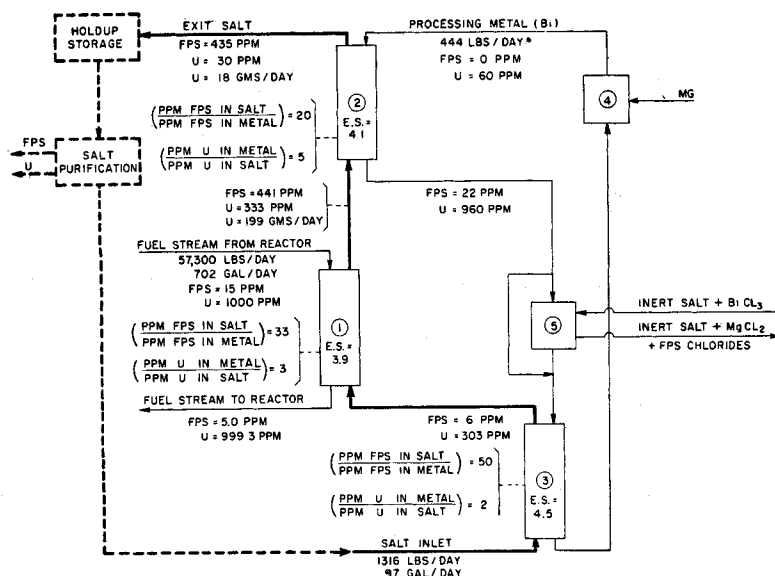 HOLDUP
STORAGE
EXIT SALT
FPS = 435 PPM
U = 30 PPM
U = 18 GMS/DAY
PROCESSING METAL (Bi)
444 LBS/DAY*
FPS = 0 PPM
U = 60 PPM
MG
④
②
E.S. =
4.1
(PPM FPS IN SALT / PPM FPS IN METAL) = 20
(PPM U IN METAL / PPM U IN SALT) = 5
FPS
U
SALT
PURIFICATION
FPS = 441 PPM
U = 333 PPM
U = 199 GMS/DAY
FPS = 22 PPM
U = 960 PPM
FUEL STREAM FROM REACTOR
57,300 LBS/DAY
702 GAL/DAY
FPS = 15 PPM
U = 1000 PPM
①
E.S. =
3.9
(PPM FPS IN SALT / PPM FPS IN METAL) = 33
(PPM U IN METAL / PPM U IN SALT) = 3
⑤
INERT SALT + Bi CL3
INERT SALT + MgCL2
+ FPS CHLORIDES
FUEL STREAM TO REACTOR
FPS = 5.0 PPM
U = 999 3 PPM
FPS = 6 PPM
U = 303 PPM
(PPM FPS IN SALT / PPM FPS IN METAL) = 50
(PPM U IN METAL / PPM U IN SALT) = 2
③
E.S. =
4.5
SALT INLET
1316 LBS/DAY
97 GAL/DAY